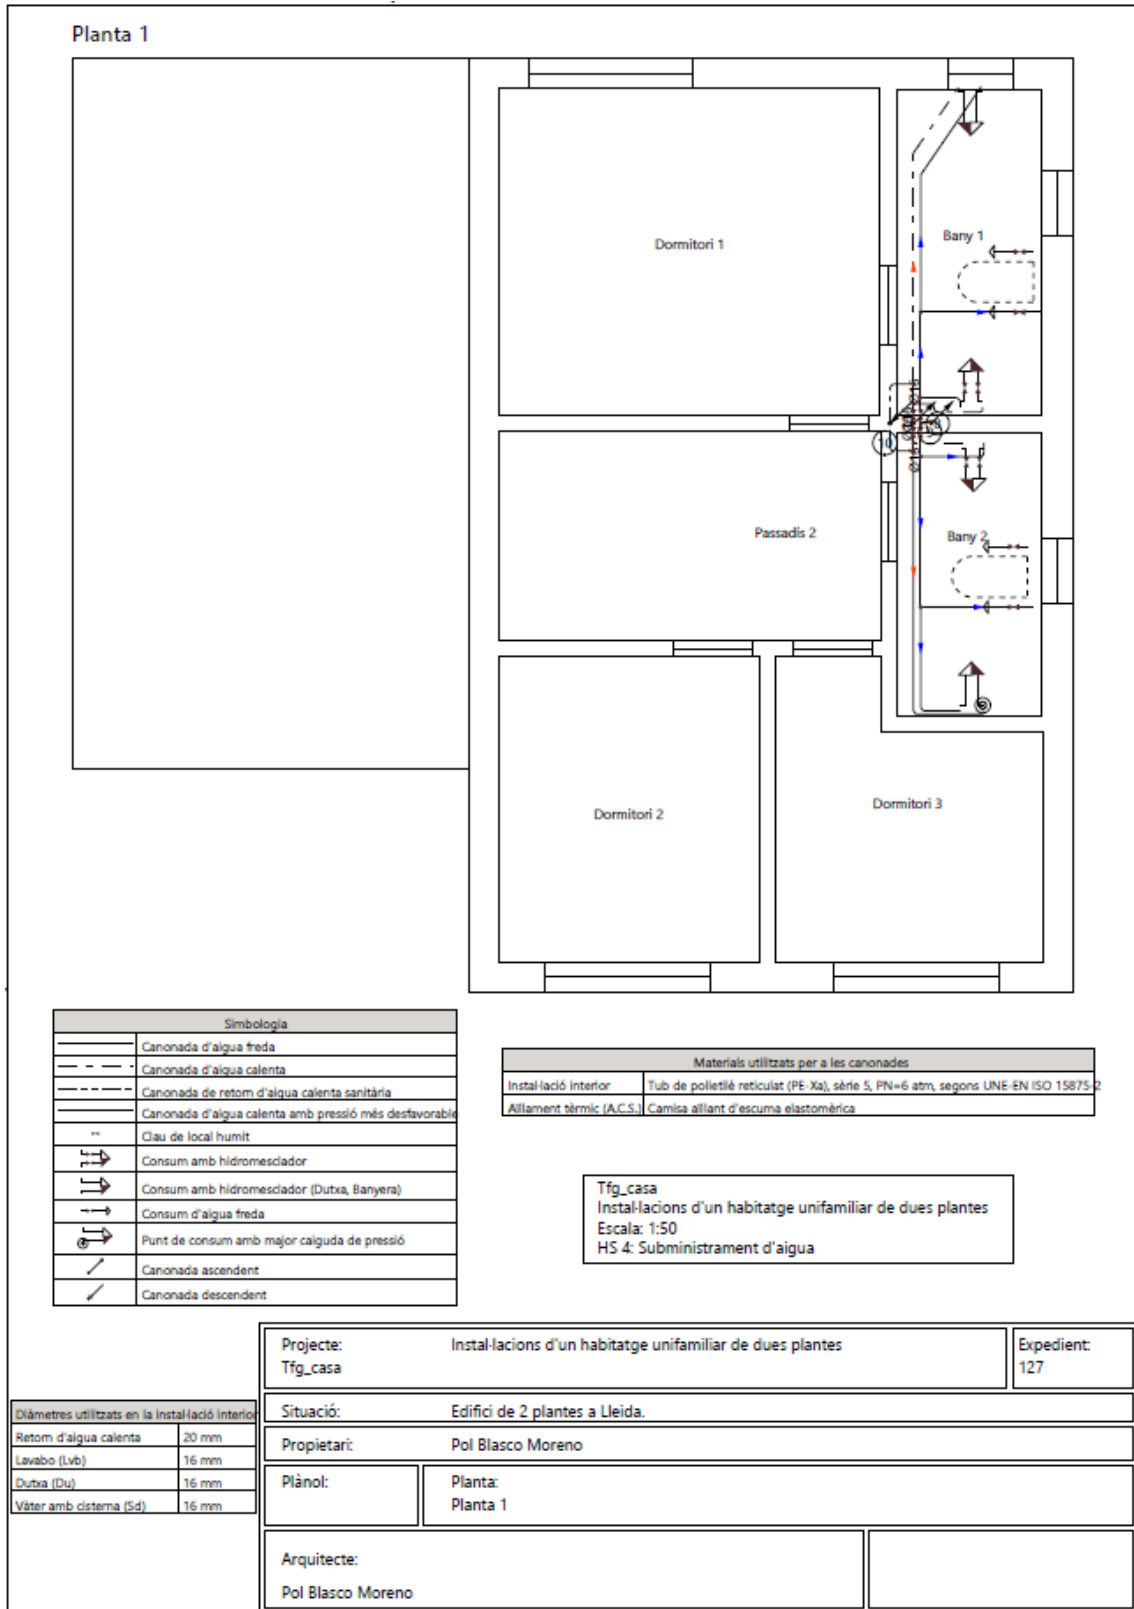 Planta 1
Dormitori 1
Bany 1
Ø16
10
Ø16
Passadís 2
Bany 2
Dormitori 2
Dormitori 3
Simbologia
Canonada d'aigua freda
Canonada d'aigua calenta
Canonada de retorn d'aigua calenta sanitària
Canonada d'aigua calenta amb pressió més desfavorable
Clau de local humit
Consum amb hidromesclador
Consum amb hidromesclador (Dutxa, Banyera)
Consum d'aigua freda
Punt de consum amb major caiguda de pressió
Canonada ascendent
Canonada descendent
Materials utilitzats per a les canonades
Instal·lació interior Tub de polietilè reticulat (PE-Xa), sèrie 5, PN=6 atm, segons UNE-EN ISO 15875-2
Aïllament tèrmic (A.C.S.) Camisa aïllant d'escuma elastomèrica
Tfg_casa
Instal·lacions d'un habitatge unifamiliar de dues plantes
Escala: 1:50
HS 4: Subministrament d'aigua
Projecte: Instal·lacions d'un habitatge unifamiliar de dues plantes
Tfg_casa
Expedient:
127
Situació: Edifici de 2 plantes a Lleida.
Propietari: Pol Blasco Moreno
Plànol: Planta:
Planta 1
Arquitecte:
Pol Blasco Moreno
Diàmetres utilitzats en la instal·lació interior
Retorn d'aigua calenta 20 mm
Lavabo (Lvb) 16 mm
Dutxa (Du) 16 mm
Vàter amb cisterna (Sd) 16 mm